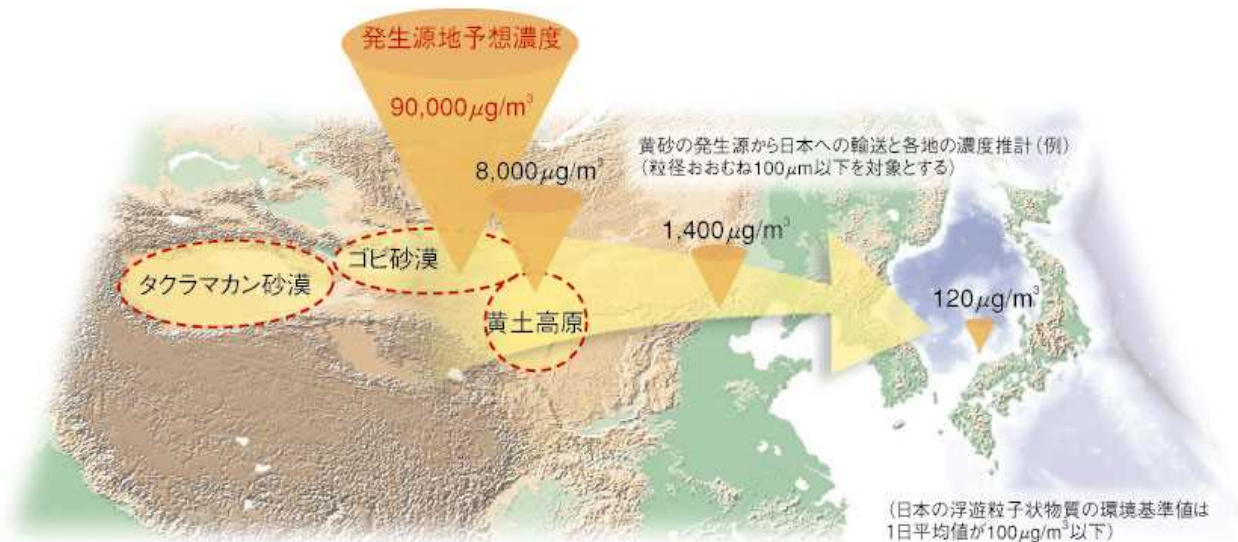 発生源地予想濃度
90,000μg/m³
黄砂の発生源から日本への輸送と各地の濃度推計(例)
(粒径おおむね100μm以下を対象とする)
8,000μg/m³
1,400μg/m³
ゴビ砂漠
タクラマカン砂漠
黄土高原
120μg/m³
(日本の浮遊粒子状物質の環境基準値は
1日平均値が100μg/m³以下)